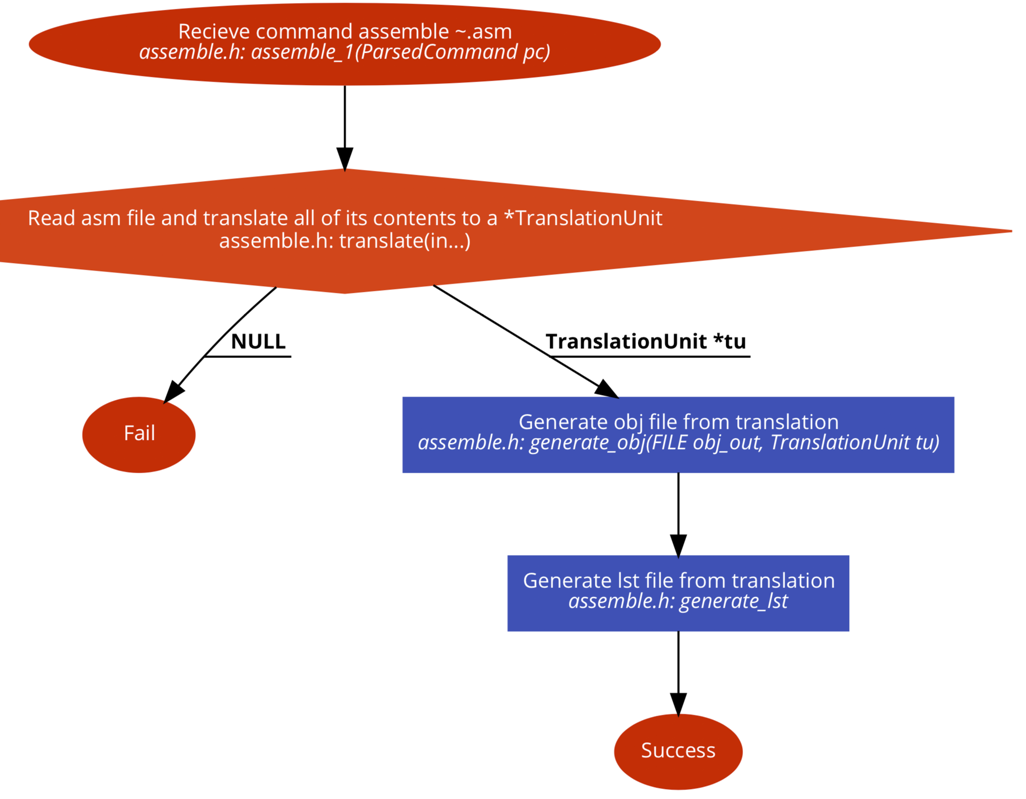 Recieve command assemble ~.asm
assemble.h: assemble_1(ParsedCommand pc)
Read asm file and translate all of its contents to a *TranslationUnit
assemble.h: translate(in...)
NULL
TranslationUnit *tu
Fail
Generate obj file from translation
assemble.h: generate_obj(FILE obj_out, TranslationUnit tu)
Generate lst file from translation
assemble.h: generate_lst
Success